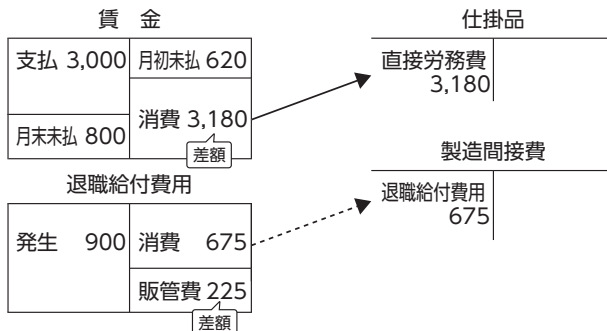 賃 金
支払 3,000
月初未払 620
消費 3,180
差額
月末未払 800
仕掛品
直接労務費
3,180
退職給付費用
発生 900
消費 675
販管費 225
差額
製造間接費
退職給付費用
675